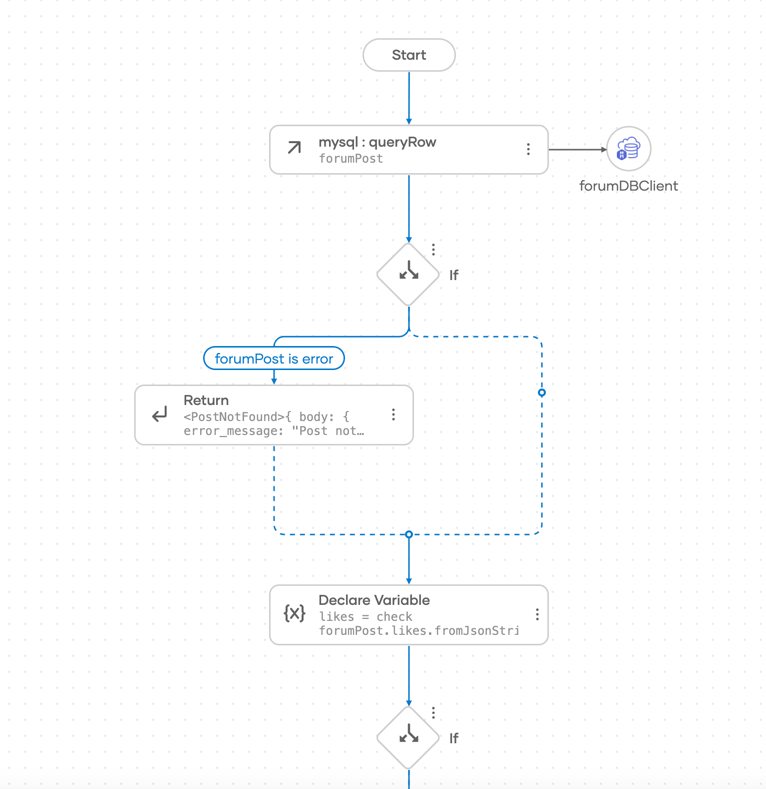 Start
mysql : queryRow
forumPost
forumDBClient
If
forumPost is error
Return
<PostNotFound>{ body: {
error_message: "Post not…
Declare Variable
likes = check
forumPost.likes.fromJsonStri
If